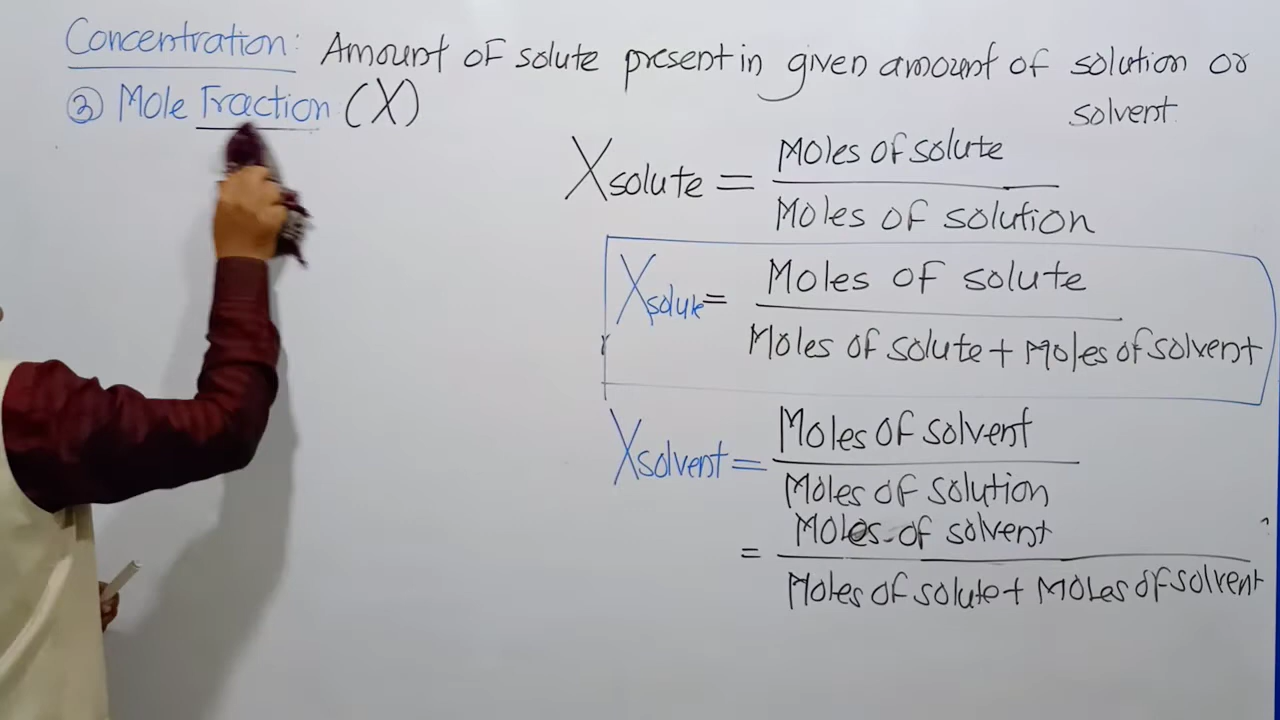 Concentration: Amount of solute present in given amount of solution or
solvent
③ Mole Fraction (X)
Xsolute = Moles of solute
Moles of solution
Xsolute = Moles of solute
Moles of solute + Moles of solvent
Xsolvent = Moles of solvent
Moles of solution
= Moles of solvent
Moles of solute + Moles of solvent